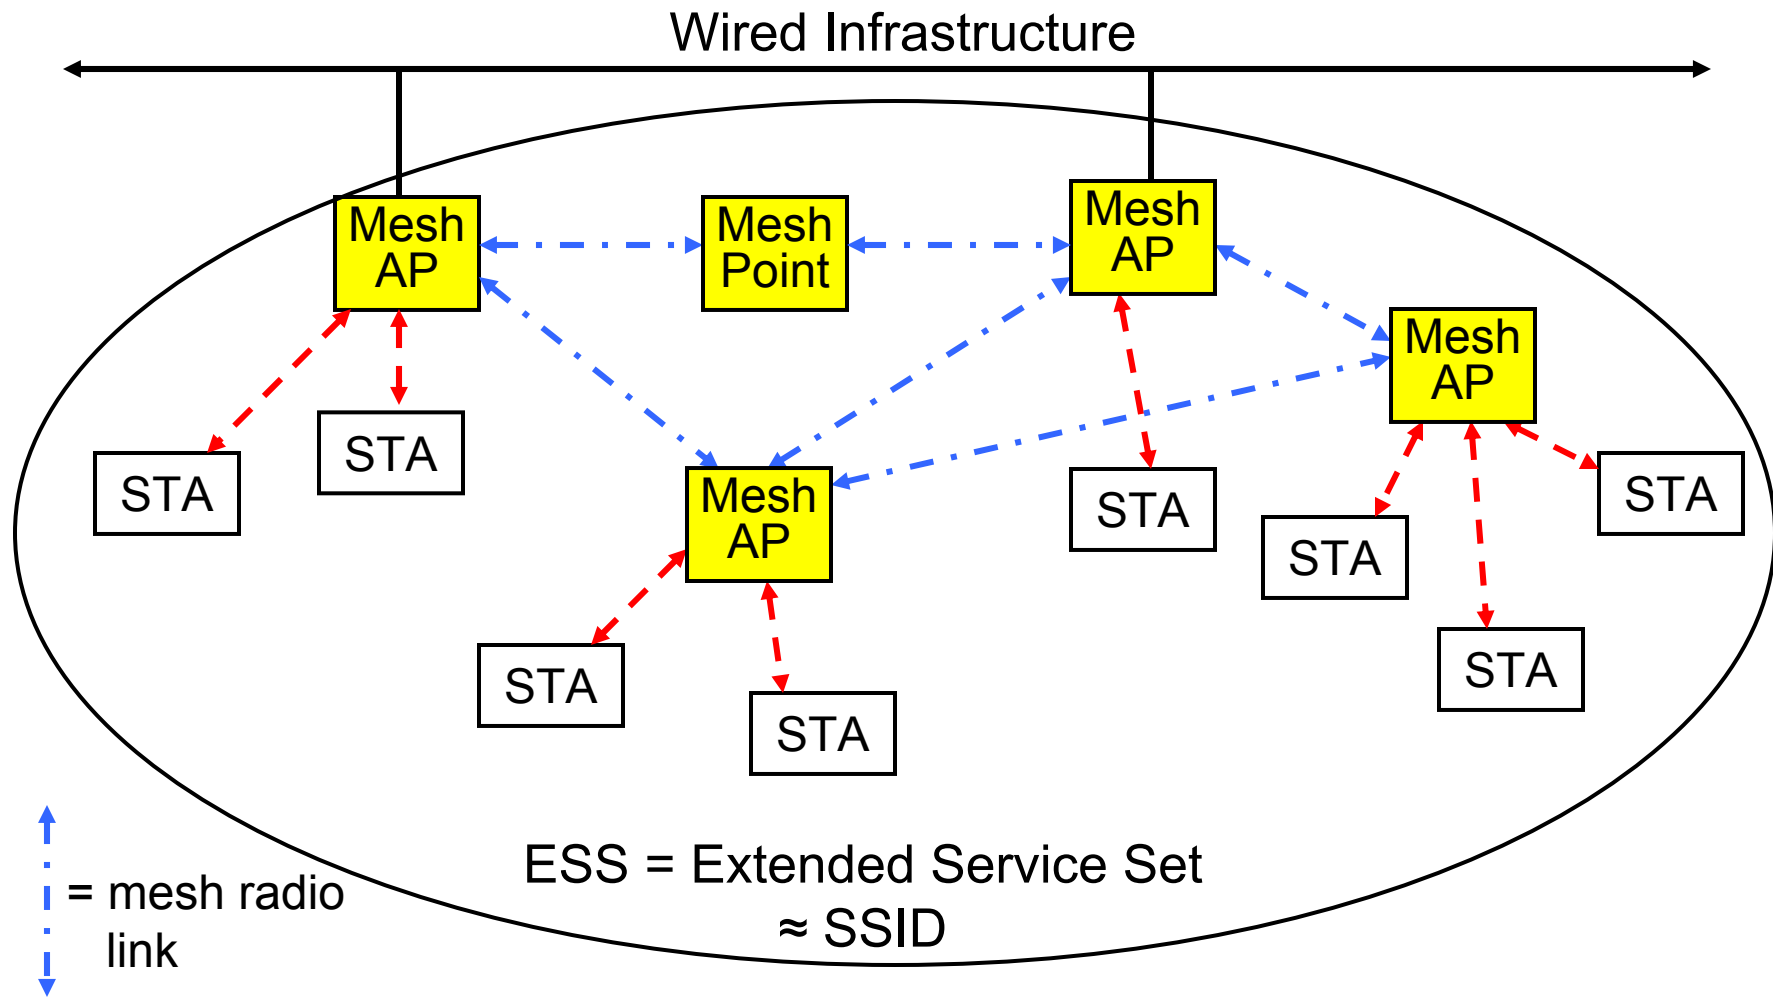 Wired Infrastructure
Mesh
AP
Mesh
Point
Mesh
AP
Mesh
AP
STA
STA
Mesh
AP
STA
STA
STA
STA
STA
STA
ESS = Extended Service Set
≈ SSID
= mesh radio
link